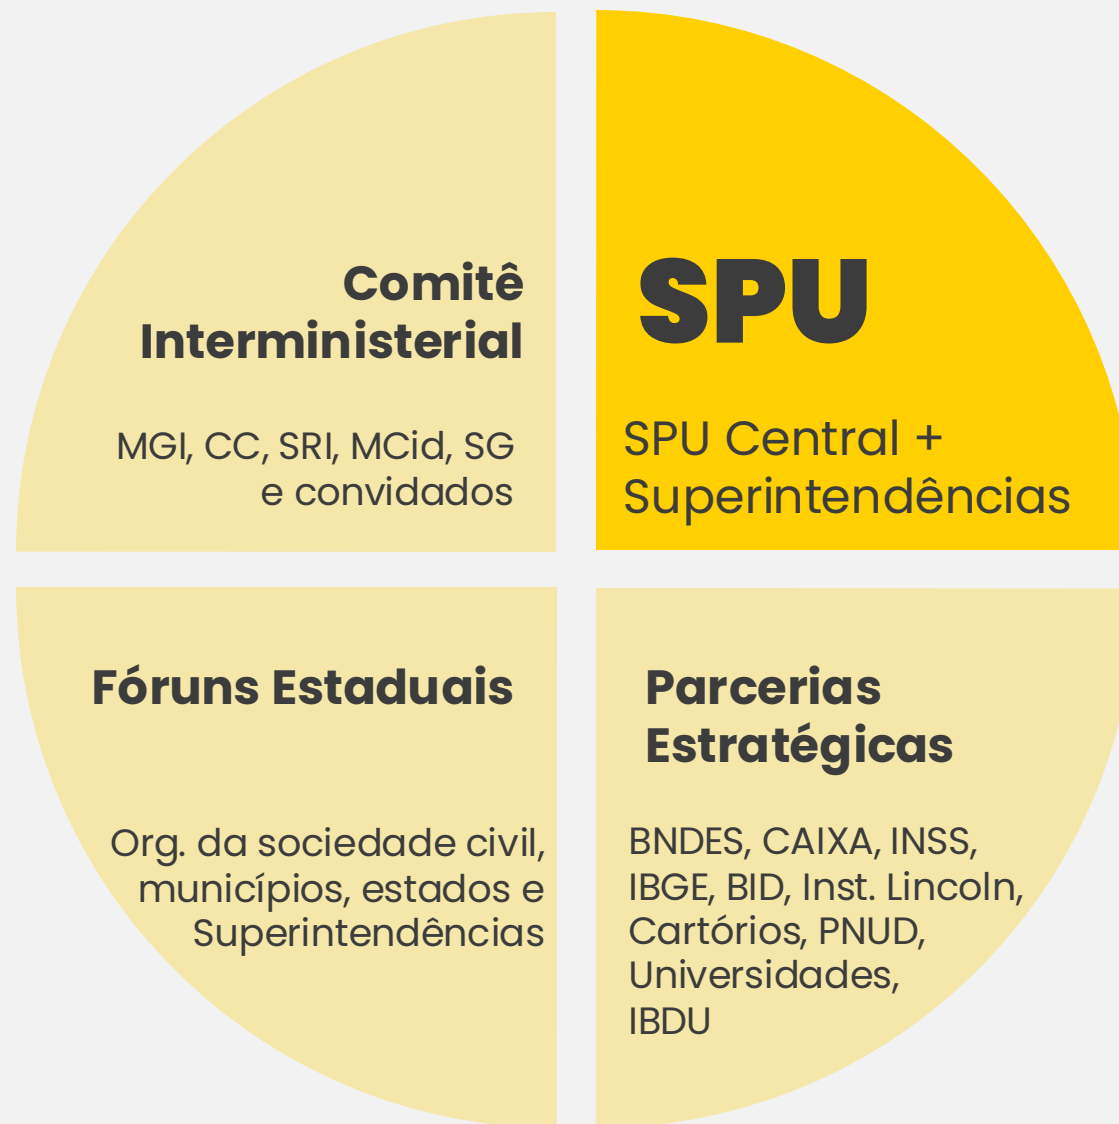 Comitê
Interministerial
MGI, CC, SRI, MCid, SG
e convidados
SPU
SPU Central +
Superintendências
Fóruns Estaduais
Org. da sociedade civil,
municípios, estados e
Superintendências
Parcerias
Estratégicas
BNDES, CAIXA, INSS,
IBGE, BID, Inst. Lincoln,
Cartórios, PNUD,
Universidades,
IBDU